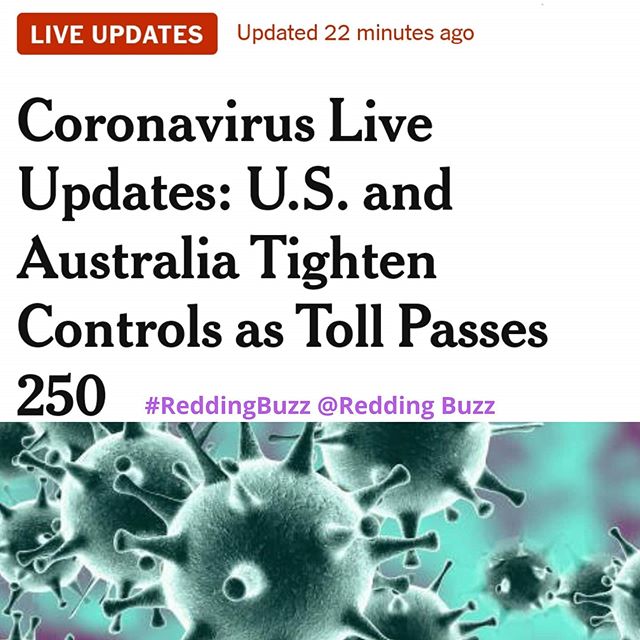 LIVE UPDATES Updated 22 minutes ago
Coronavirus Live
Updates: U.S. and
Australia Tighten
Controls as Toll Passes
250 #ReddingBuzz @Redding Buzz